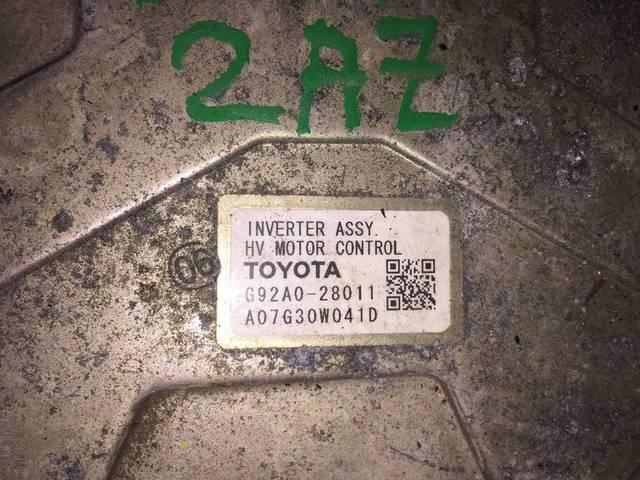 2AZ
INVERTER ASSY
HV MOTOR CONTROL
06
TOYOTA
G92A0-28011
A07G30W041D